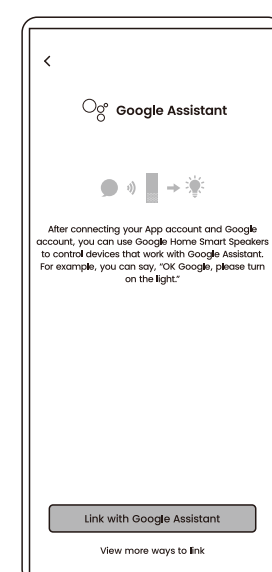 Google Assistant
After connecting your App account and Google
account, you can use Google Home Smart Speakers
to control devices that work with Google Assistant.
For example, you can say, “OK Google, please turn
on the light.”
Link with Google Assistant
View more ways to link